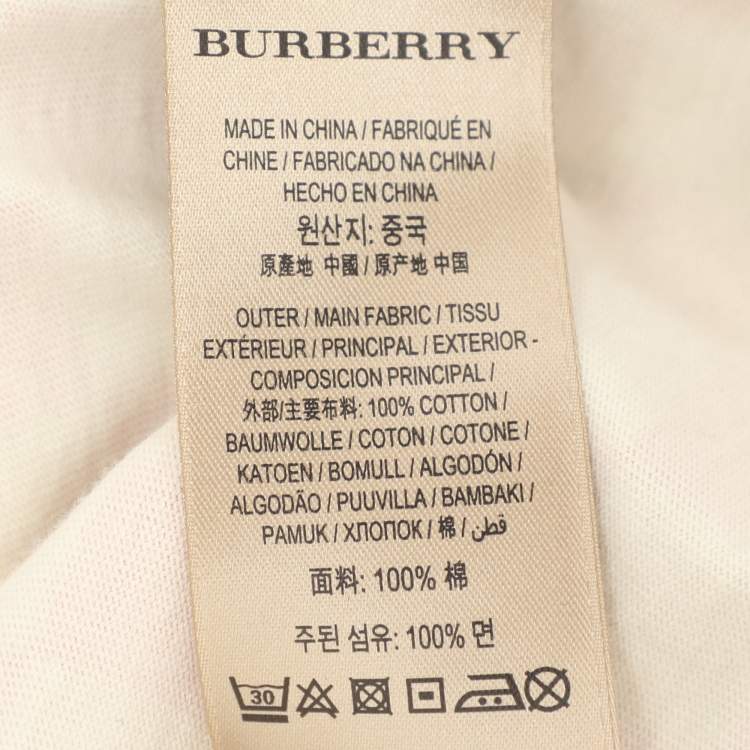 BURBERRY
MADE IN CHINA / FABRIQUÉ EN
CHINE / FABRICADO NA CHINA /
HECHO EN CHINA
원산지: 중국
原產地 中國 / 原产地 中国
OUTER / MAIN FABRIC / TISSU
EXTÉRIEUR / PRINCIPAL / EXTERIOR -
COMPOSICION PRINCIPAL /
外部/主要布料: 100% COTTON /
BAUMWOLLE / COTON / COTONE /
KATOEN / BOMULL / ALGODÓN /
ALGODÃO / PUUVILLA / BAMBAKI /
PAMUK / ХЛОПОК / 棉 / قطن
面料: 100% 棉
주된 섬유: 100% 면
30